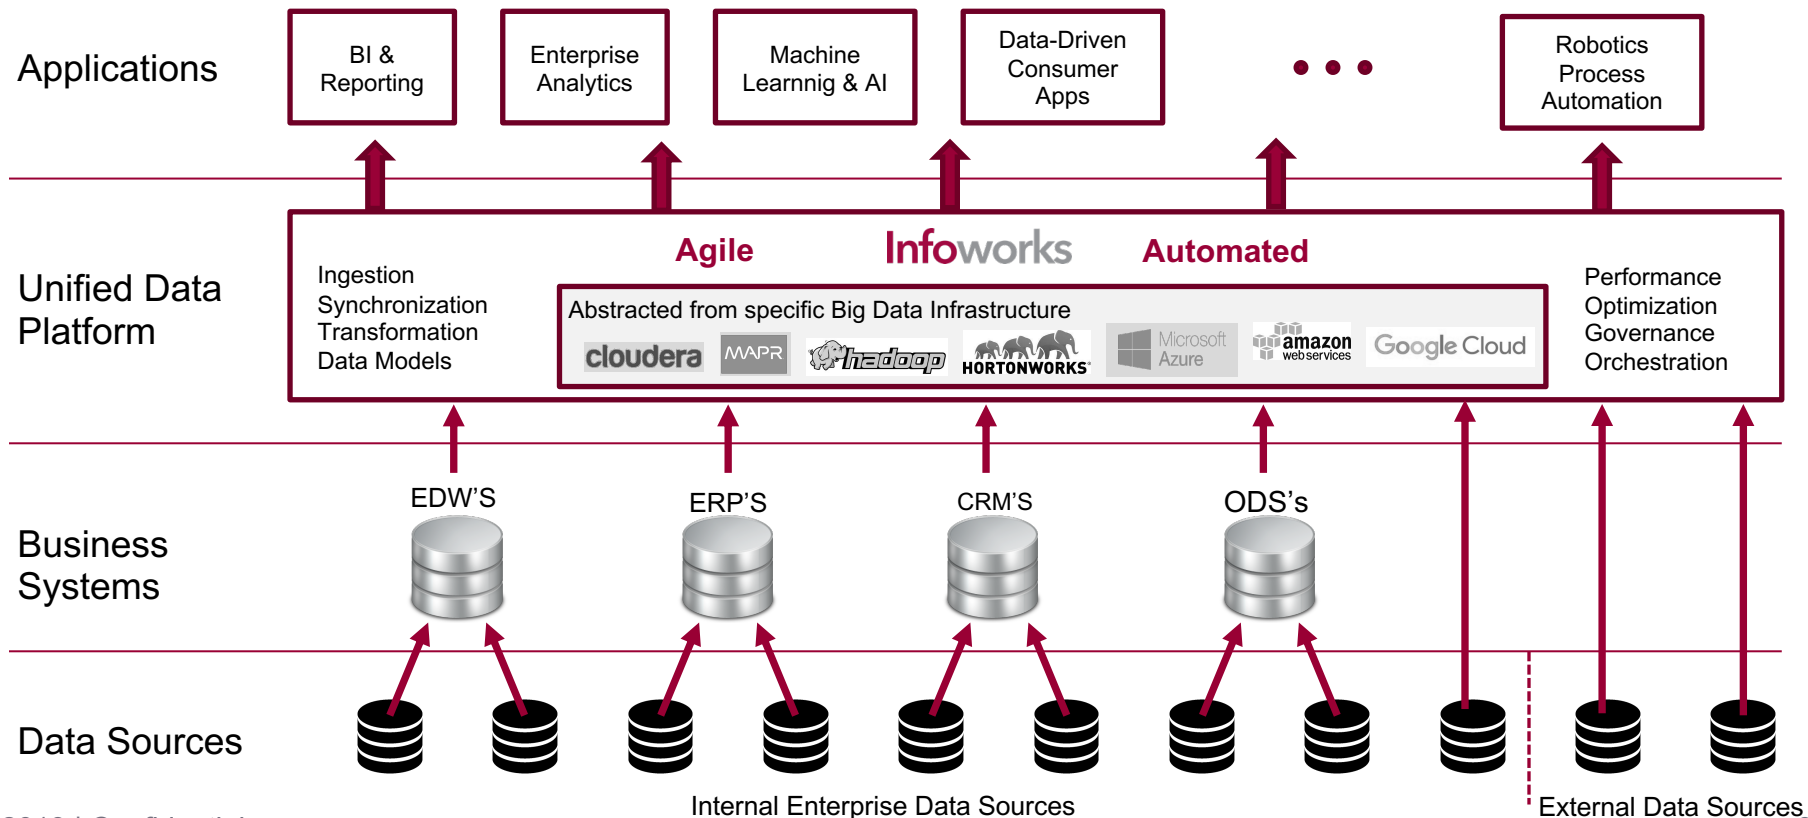 Applications
BI &
Reporting
Enterprise
Analytics
Machine
Learnnig & AI
Data-Driven
Consumer
Apps
Robotics
Process
Automation
Unified Data
Platform
Ingestion
Synchronization
Transformation
Data Models
Agile
Infoworks
Automated
Abstracted from specific Big Data Infrastructure
cloudera
MAPR
hadoop
HORTONWORKS
Microsoft
Azure
amazon
webservices
Google Cloud
Performance
Optimization
Governance
Orchestration
Business
Systems
EDW'S
ERP'S
CRM'S
ODS's
Data Sources
Internal Enterprise Data Sources
External Data Sources